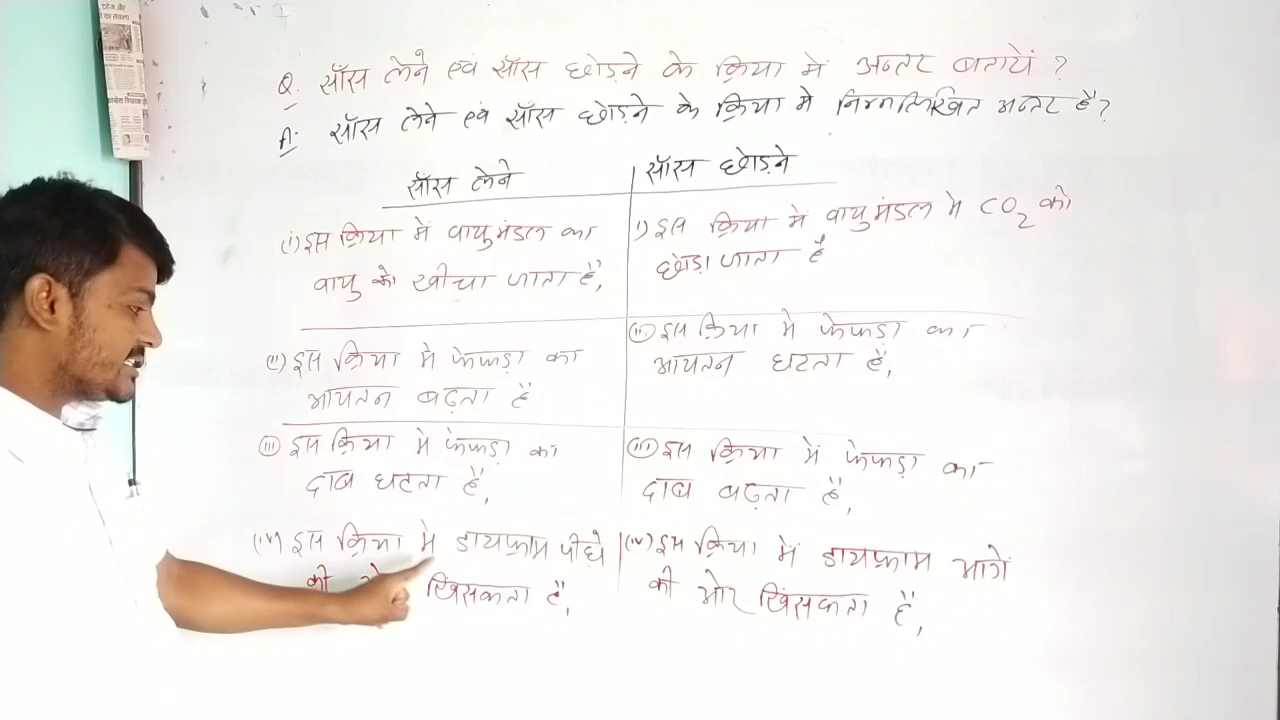 Q. साँस लेने एवं साँस छोड़ने के क्रिया में अन्तर बतायें ?
A:- साँस लेने एवं साँस छोड़ने के क्रिया मे निम्नलिखित अन्तर है ?
साँस लेने
साँस छोड़ने
(i) इस क्रिया में वायुमंडल का
वायु को खीचा जाता है,
i) इस क्रिया में वायुमंडल मे CO2 को
छोड़ा जाता है
(ii) इस क्रिया मे फेफड़ा का
आयतन बढ़ता है
(ii) इस क्रिया मे फेफड़ा का
आयतन घटता है,
(iii) इस क्रिया मे फेफड़ा का
दाब घटता है,
(iii) इस क्रिया में फेफड़ा का
दाब बढ़ता है,
(iv) इस क्रिया मे डायफ्राम पीछे
की खिंसकता है,
(iv) इस क्रिया में डायफ्राम आगे
की ओर खिंसकता है,